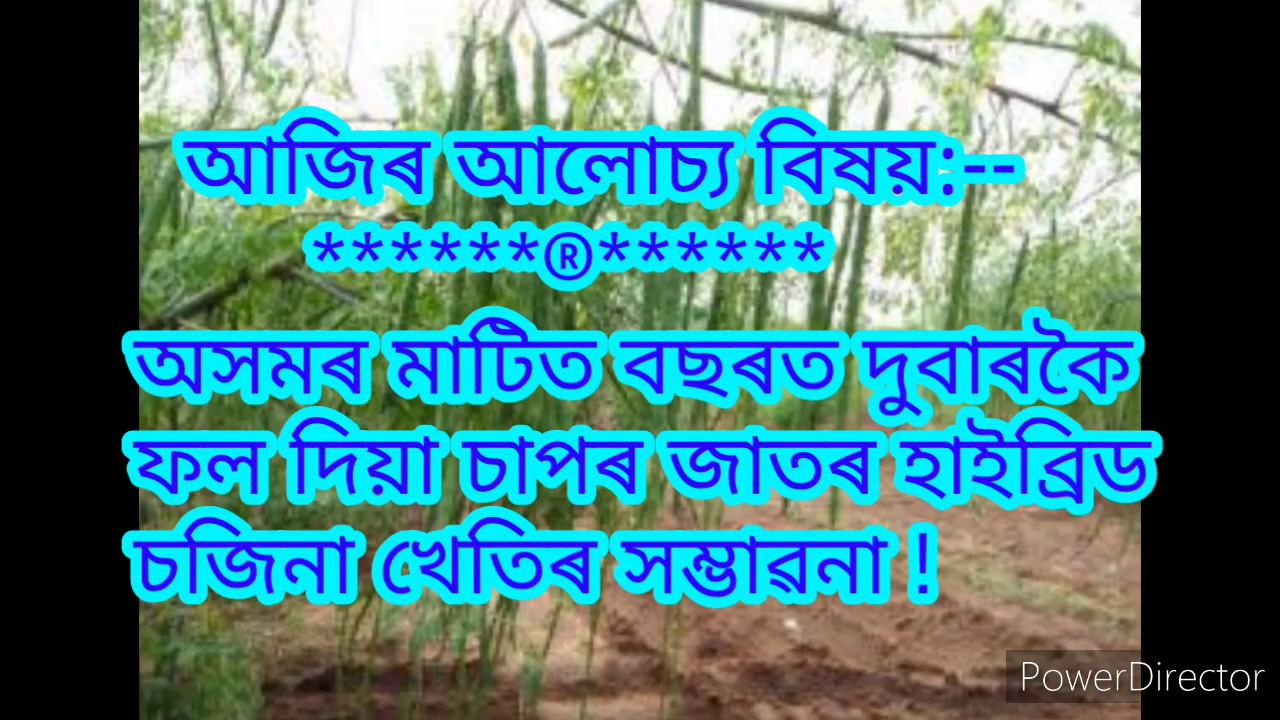 আজিৰ আলোচ্য বিষয়:--
******®******
অসমৰ মাটিত বছৰত দুবাৰকৈ
ফল দিয়া চাপৰ জাতৰ হাইব্ৰিড
চজিনা খেতিৰ সম্ভাৱনা !
PowerDirector